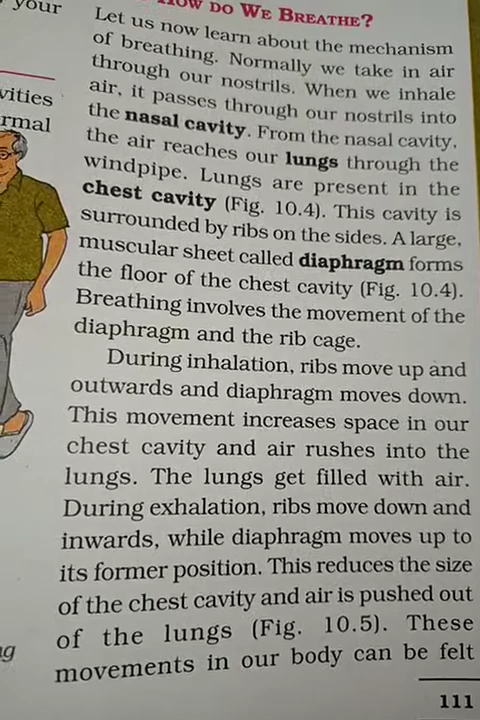 your
vities
rmal
HOW DO WE BREATHE?
Let us now learn about the mechanism
of breathing. Normally we take in air
through our nostrils. When we inhale
air, it passes through our nostrils into
the nasal cavity. From the nasal cavity,
the air reaches our lungs through the
windpipe. Lungs are present in the
chest cavity (Fig. 10.4). This cavity is
surrounded by ribs on the sides. A large,
muscular sheet called diaphragm forms
the floor of the chest cavity (Fig. 10.4).
Breathing involves the movement of the
diaphragm and the rib cage.
During inhalation, ribs move up and
outwards and diaphragm moves down.
This movement increases space in our
chest cavity and air rushes into the
lungs. The lungs get filled with air.
During exhalation, ribs move down and
inwards, while diaphragm moves up to
its former position. This reduces the size
of the chest cavity and air is pushed out
of the lungs (Fig. 10.5). These
movements in our body can be felt
111